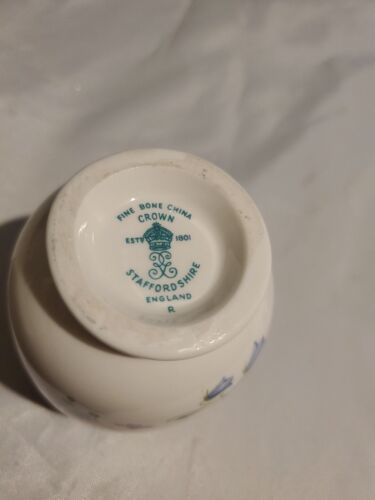 FINE BONE CHINA
CROWN
ESTD 1801
STAFFORDSHIRE
ENGLAND
R